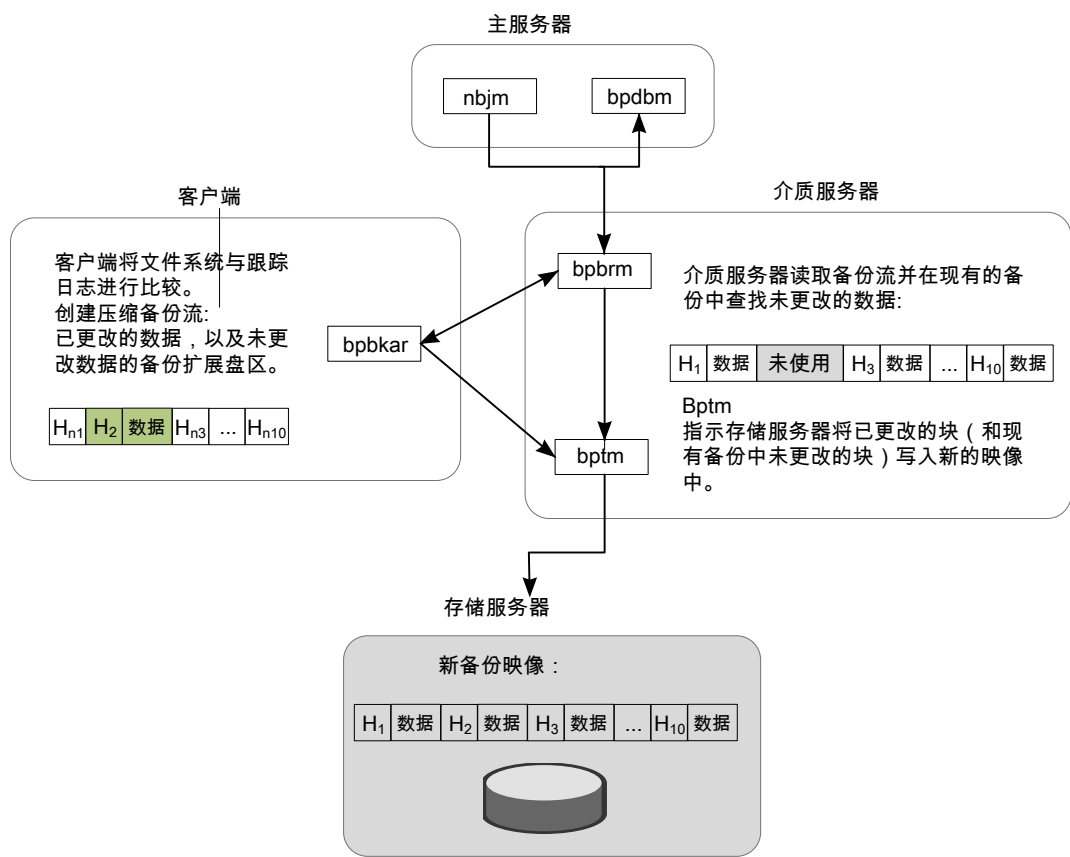 主服务器
nbjm
bpdbm
客户端
客户端将文件系统与跟踪
日志进行比较。
创建压缩备份流:
已更改的数据，以及未更
改数据的备份扩展盘区。
Hn1 H2 数据 Hn3 ... Hn10
bpbkar
介质服务器
bpbrm
介质服务器读取备份流并在现有的备
份中查找未更改的数据:
H1 数据 未使用 H3 数据 ... H10 数据
Bptm
指示存储服务器将已更改的块（和现
有备份中未更改的块）写入新的映像
中。
bptm
存储服务器
新备份映像：
H1 数据 H2 数据 H3 数据 ... H10 数据